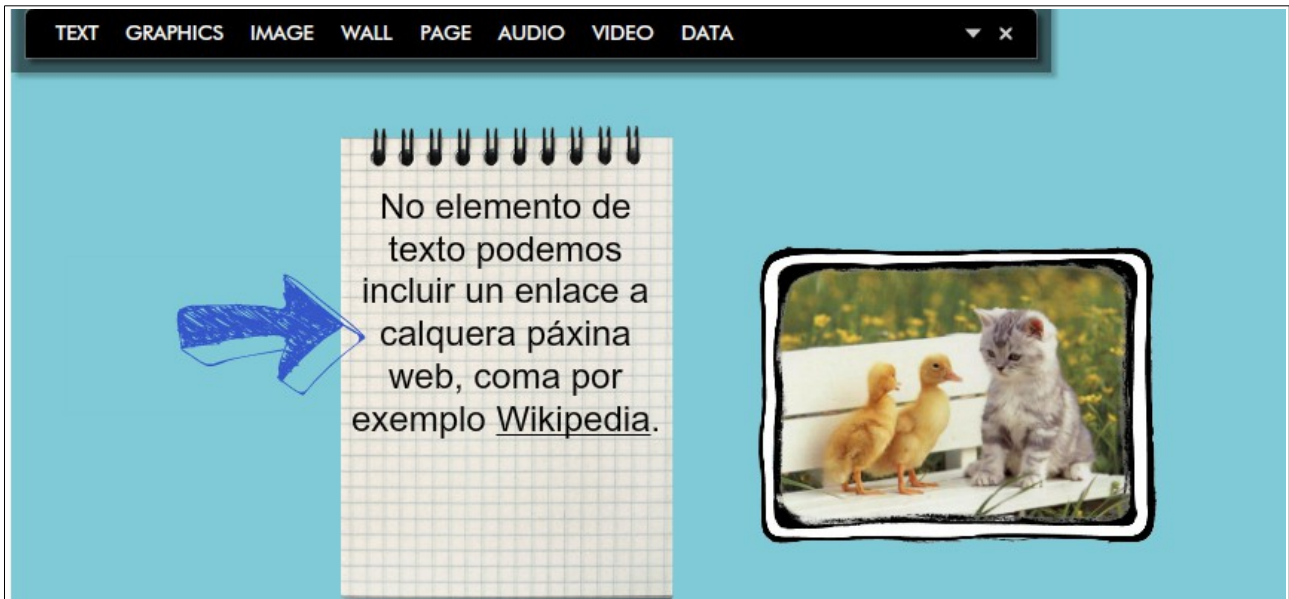 TEXT GRAPHICS IMAGE WALL PAGE AUDIO VIDEO DATA
No elemento de
texto podemos
incluir un enlace a
calquera páxina
web, coma por
exemplo Wikipedia.